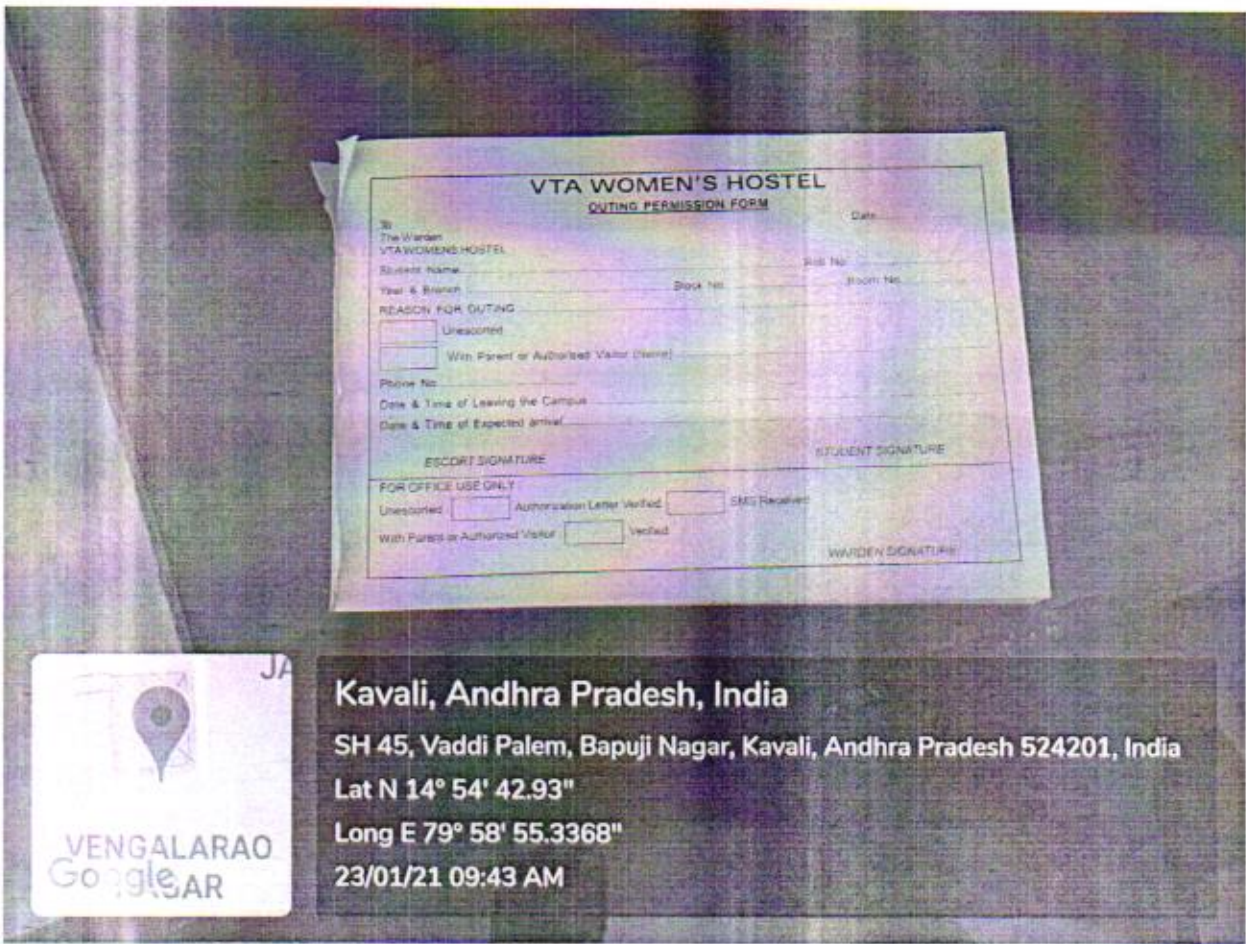 VTA WOMEN'S HOSTEL
OUTING PERMISSION FORM
Date
To
The Warden
VTA WOMENS HOSTEL
Student Name Roll No
Year & Branch Block No Room No
REASON FOR OUTING
Unescorted
With Parent or Authorised Visitor (Name)
Phone No
Date & Time of Leaving the Campus
Date & Time of Expected arrival
ESCORT SIGNATURE STUDENT SIGNATURE
FOR OFFICE USE ONLY
Unescorted Authorization Letter Verified SMS Received
With Parent or Authorized Visitor Verified
WARDEN SIGNATURE
JA
VENGALARAO
Google
GAR
Kavali, Andhra Pradesh, India
SH 45, Vaddi Palem, Bapuji Nagar, Kavali, Andhra Pradesh 524201, India
Lat N 14° 54' 42.93"
Long E 79° 58' 55.3368"
23/01/21 09:43 AM